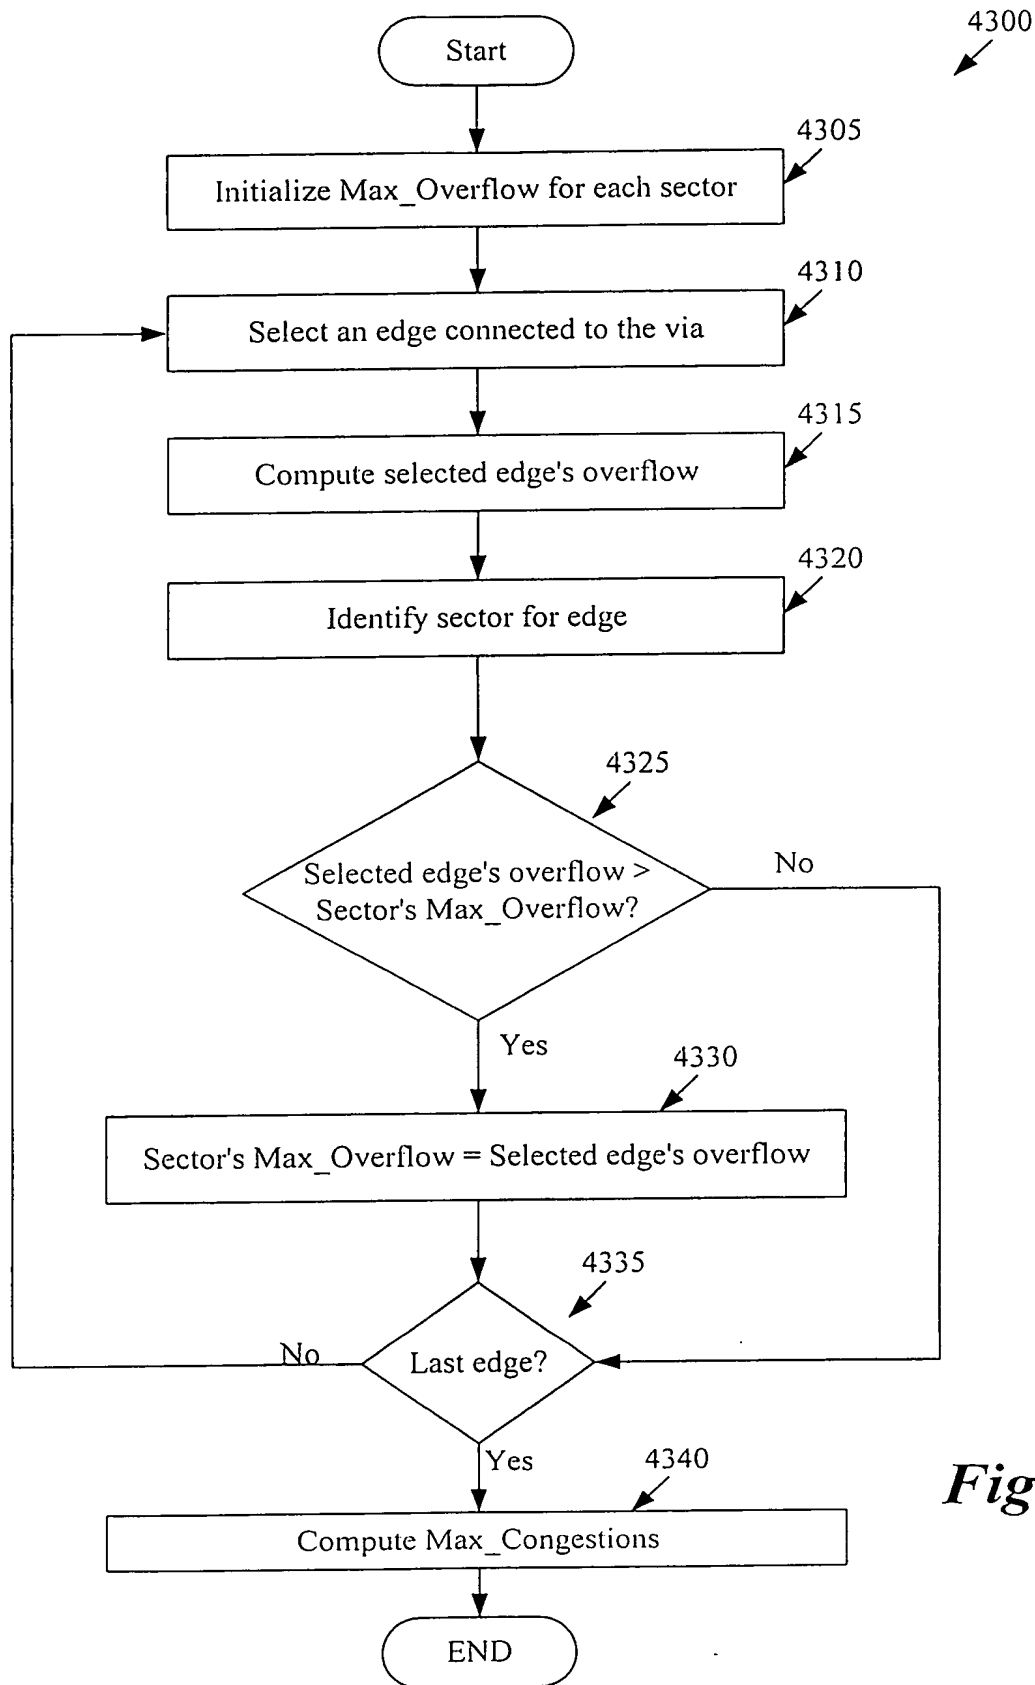 4300
Start
4305
Initialize Max_Overflow for each sector
4310
Select an edge connected to the via
4315
Compute selected edge's overflow
4320
Identify sector for edge
4325
Selected edge's overflow >
Sector's Max_Overflow?
No
Yes
4330
Sector's Max_Overflow = Selected edge's overflow
4335
Last edge?
No
Yes
4340
Compute Max_Congestions
Fig
END